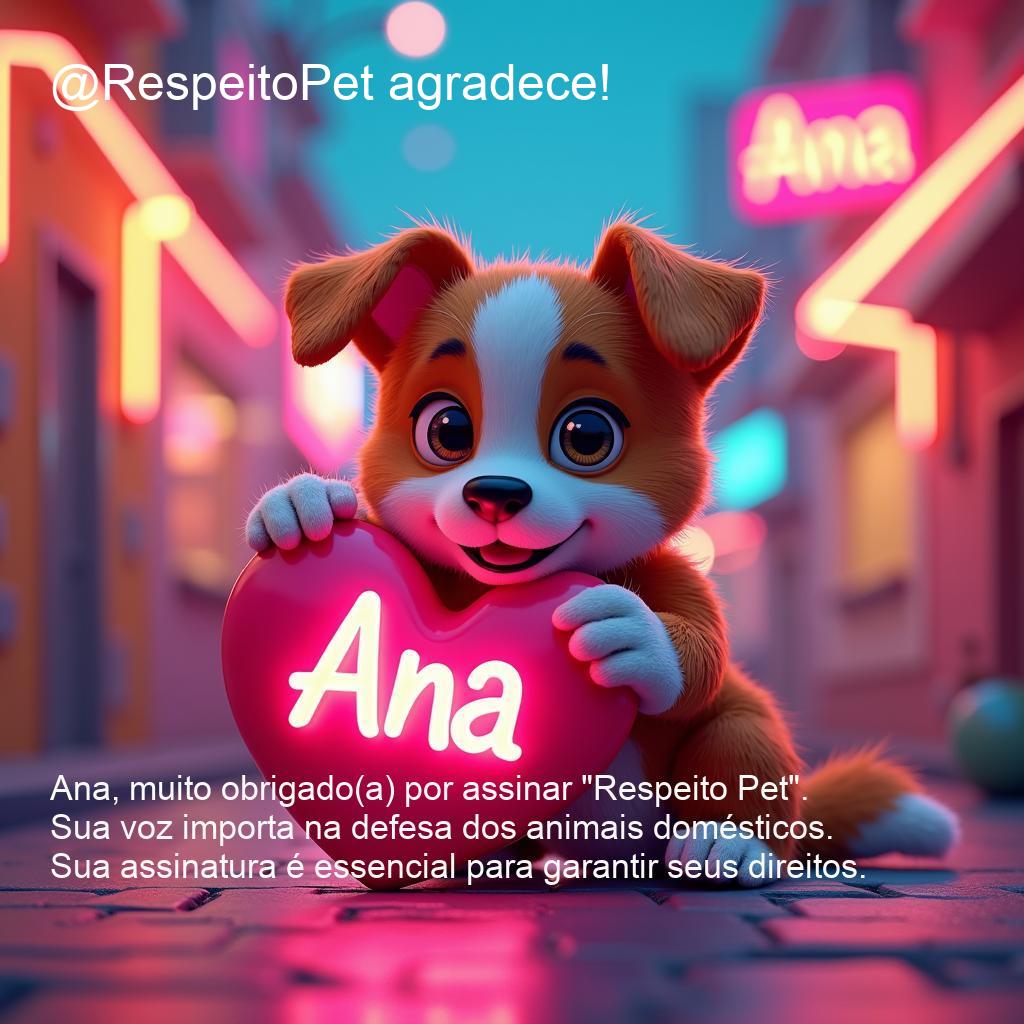 @RespeitoPet agradece!
Ana
Ana
Ana, muito obrigado(a) por assinar "Respeito Pet".
Sua voz importa na defesa dos animais domésticos.
Sua assinatura é essencial para garantir seus direitos.